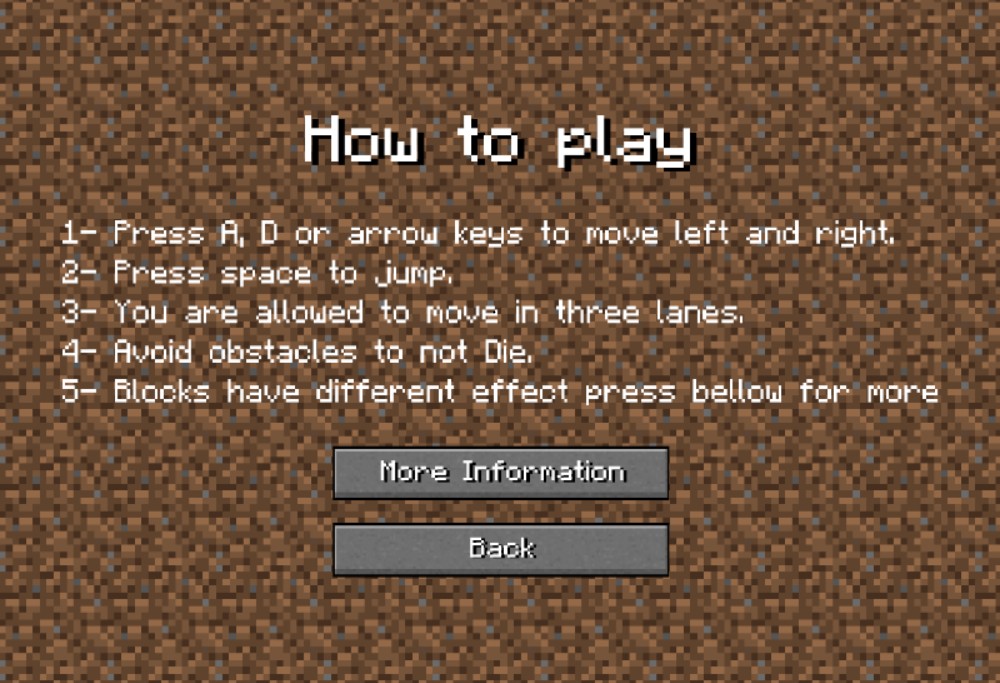 How to play
1- Press A, D or arrow keys to move left and right.
2- Press space to jump.
3- You are allowed to move in three lanes.
4- Avoid obstacles to not Die.
5- Blocks have different effect press bellow for more
More Information
Back